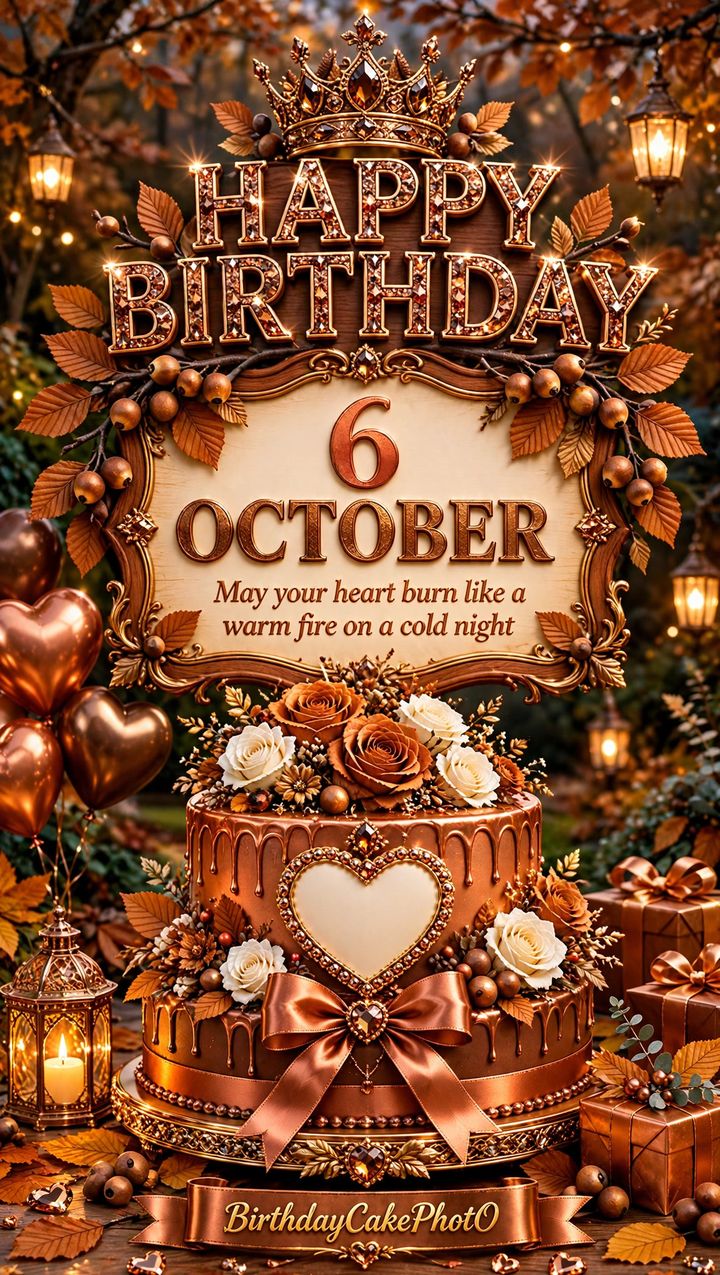 HAPPY
BIRTHDAY
6
OCTOBER
May your heart burn like a
warm fire on a cold night
BirthdayCakePhotO